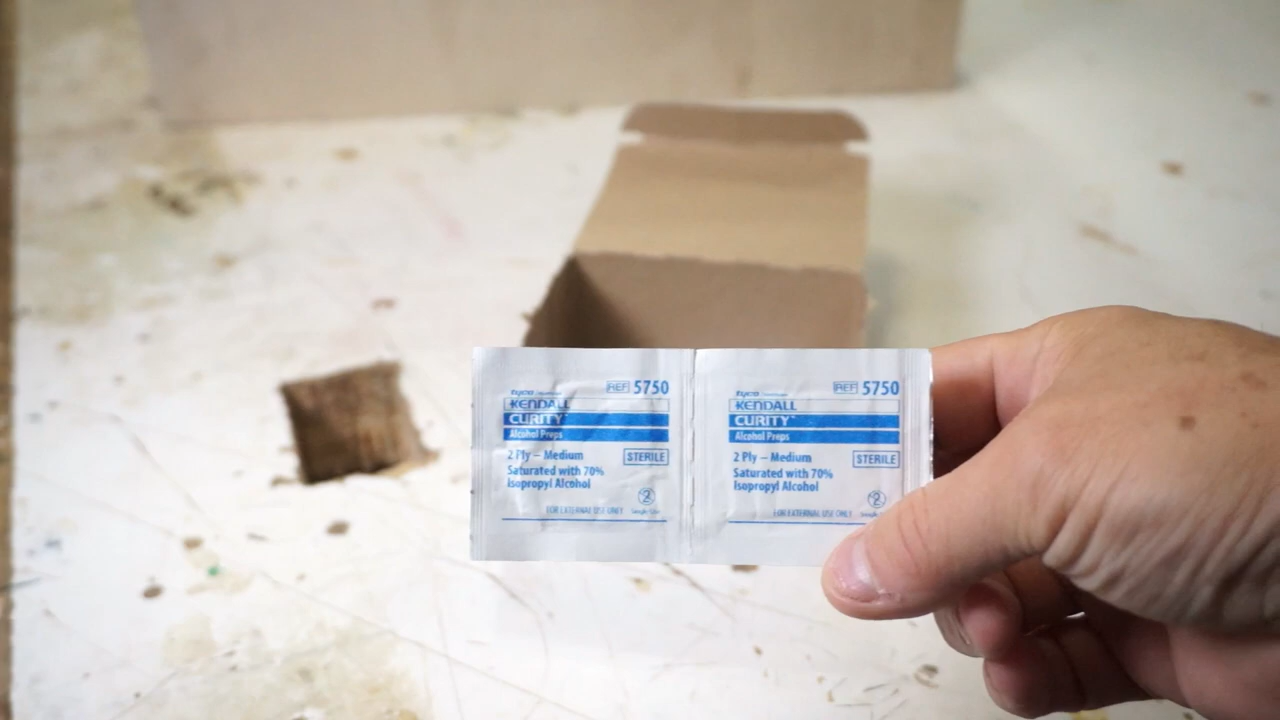 tyco
REF 5750
KENDALL
CURITY
Alcohol Preps
2 Ply – Medium
STERILE
Saturated with 70%
Isopropyl Alcohol
2
FOR EXTERNAL USE ONLY
Single Use
tyco
REF 5750
KENDALL
CURITY
Alcohol Preps
2 Ply – Medium
STERILE
Saturated with 70%
Isopropyl Alcohol
2
FOR EXTERNAL USE ONLY